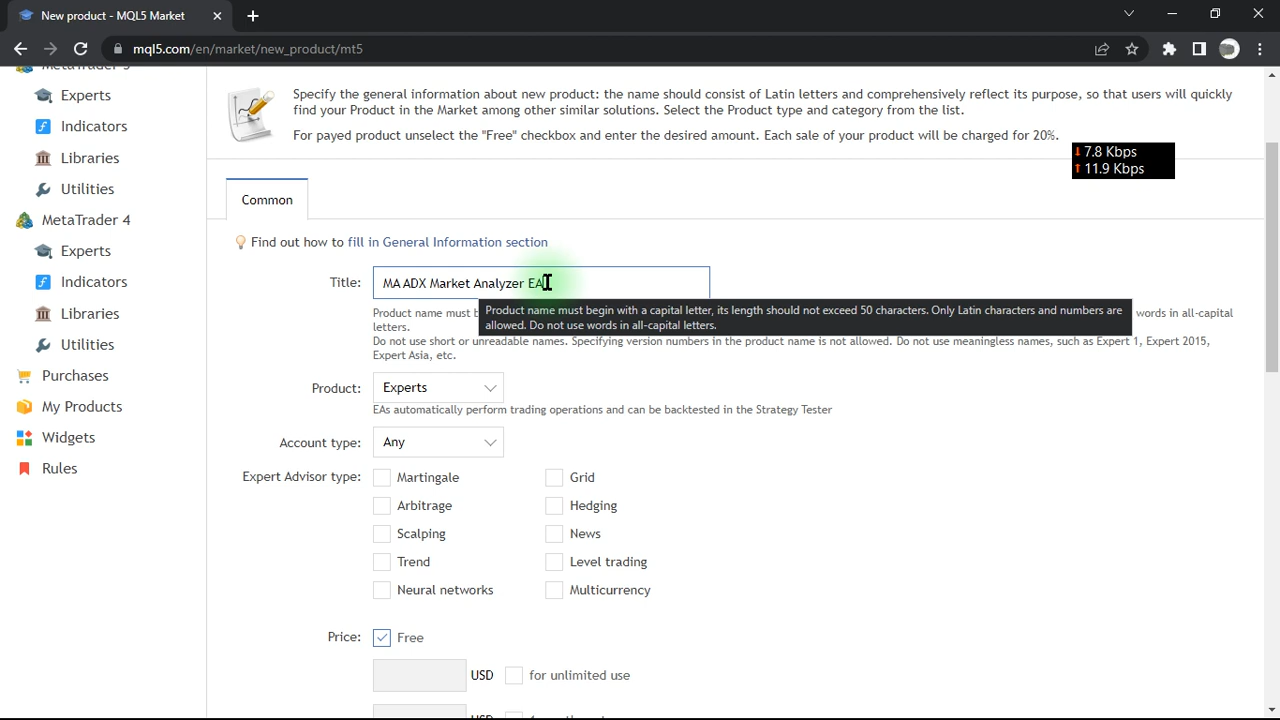 New product - MQL5 Market
mql5.com/en/market/new_product/mt5
Experts
Indicators
Libraries
Utilities
MetaTrader 4
Experts
Indicators
Libraries
Utilities
Purchases
My Products
Widgets
Rules
Specify the general information about new product: the name should consist of Latin letters and comprehensively reflect its purpose, so that users will quickly
find your Product in the Market among other similar solutions. Select the Product type and category from the list.
For payed product unselect the "Free" checkbox and enter the desired amount. Each sale of your product will be charged for 20%.
7.8 Kbps
11.9 Kbps
Common
Find out how to fill in General Information section
Title: MA ADX Market Analyzer EA
Product name must b
Product name must begin with a capital letter, its length should not exceed 50 characters. Only Latin characters and numbers are
allowed. Do not use words in all-capital letters.
words in all-capital
letters.
Do not use short or unreadable names. Specifying version numbers in the product name is not allowed. Do not use meaningless names, such as Expert 1, Expert 2015,
Expert Asia, etc.
Product: Experts
EAs automatically perform trading operations and can be backtested in the Strategy Tester
Account type: Any
Expert Advisor type: Martingale Grid
Arbitrage Hedging
Scalping News
Trend Level trading
Neural networks Multicurrency
Price: Free
USD for unlimited use
USD